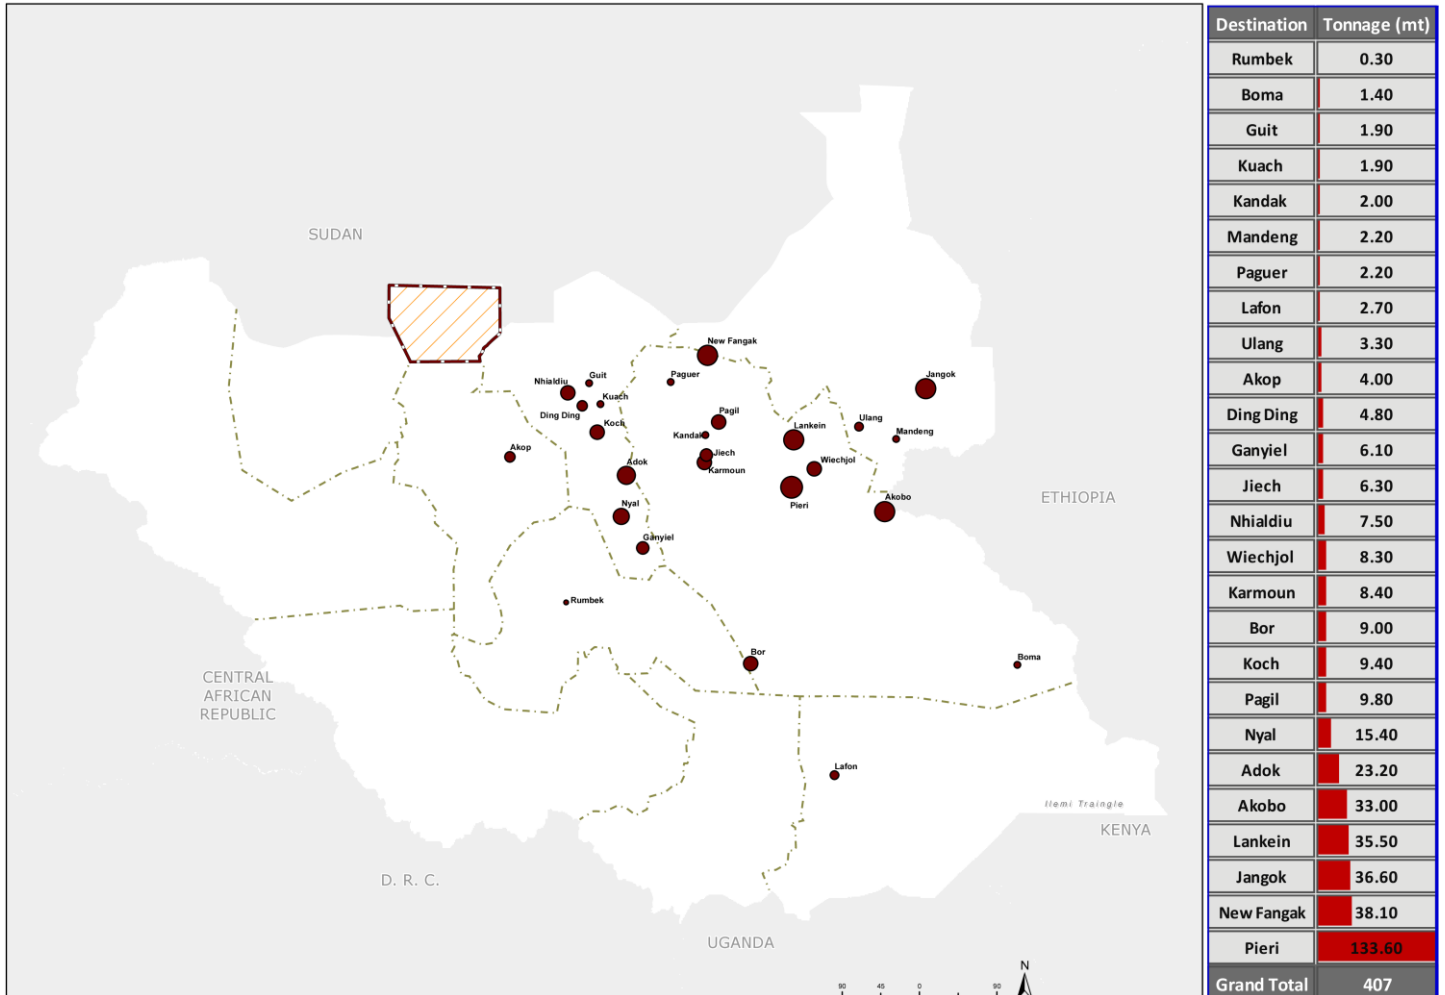 SUDAN
New Fangak
Jangok
Guit
Paguer
Nhialdiu
Kuach
Ding Ding
Koch
Pagil
Ulang
Lankein
Mandeng
Kandak
Akop
Jiech
Adok
Karmoun
Wiechjol
ETHIOPIA
Akobo
Nyal
Pieri
Ganyiel
Rumbek
Bor
Boma
CENTRAL
AFRICAN
REPUBLIC
Lafon
Ilemi Traingle
KENYA
D. R. C.
UGANDA
N
90 45 0 90
Destination Tonnage (mt)
Rumbek 0.30
Boma 1.40
Guit 1.90
Kuach 1.90
Kandak 2.00
Mandeng 2.20
Paguer 2.20
Lafon 2.70
Ulang 3.30
Akop 4.00
Ding Ding 4.80
Ganyiel 6.10
Jiech 6.30
Nhialdiu 7.50
Wiechjol 8.30
Karmoun 8.40
Bor 9.00
Koch 9.40
Pagil 9.80
Nyal 15.40
Adok 23.20
Akobo 33.00
Lankein 35.50
Jangok 36.60
New Fangak 38.10
Pieri 133.60
Grand Total 407